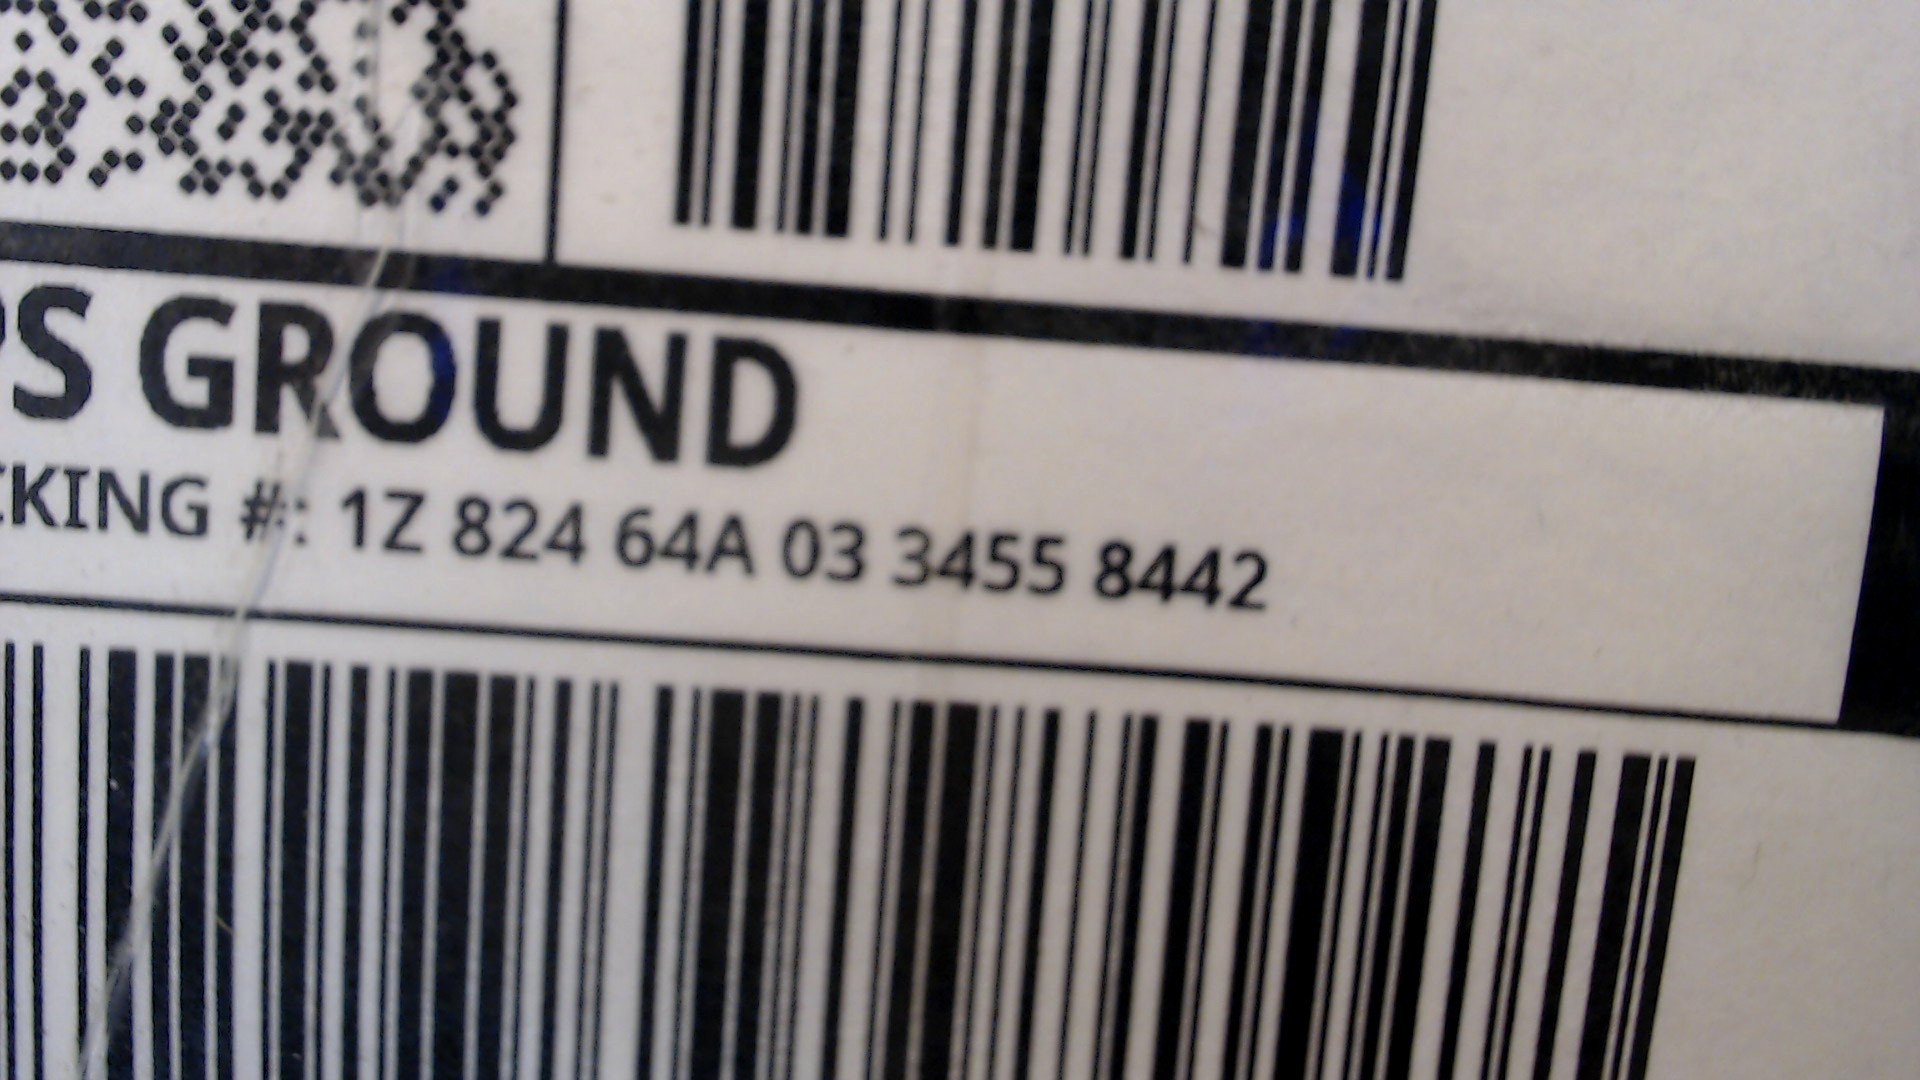 PS GROUND
CKING #: 1Z 824 64A 03 3455 8442